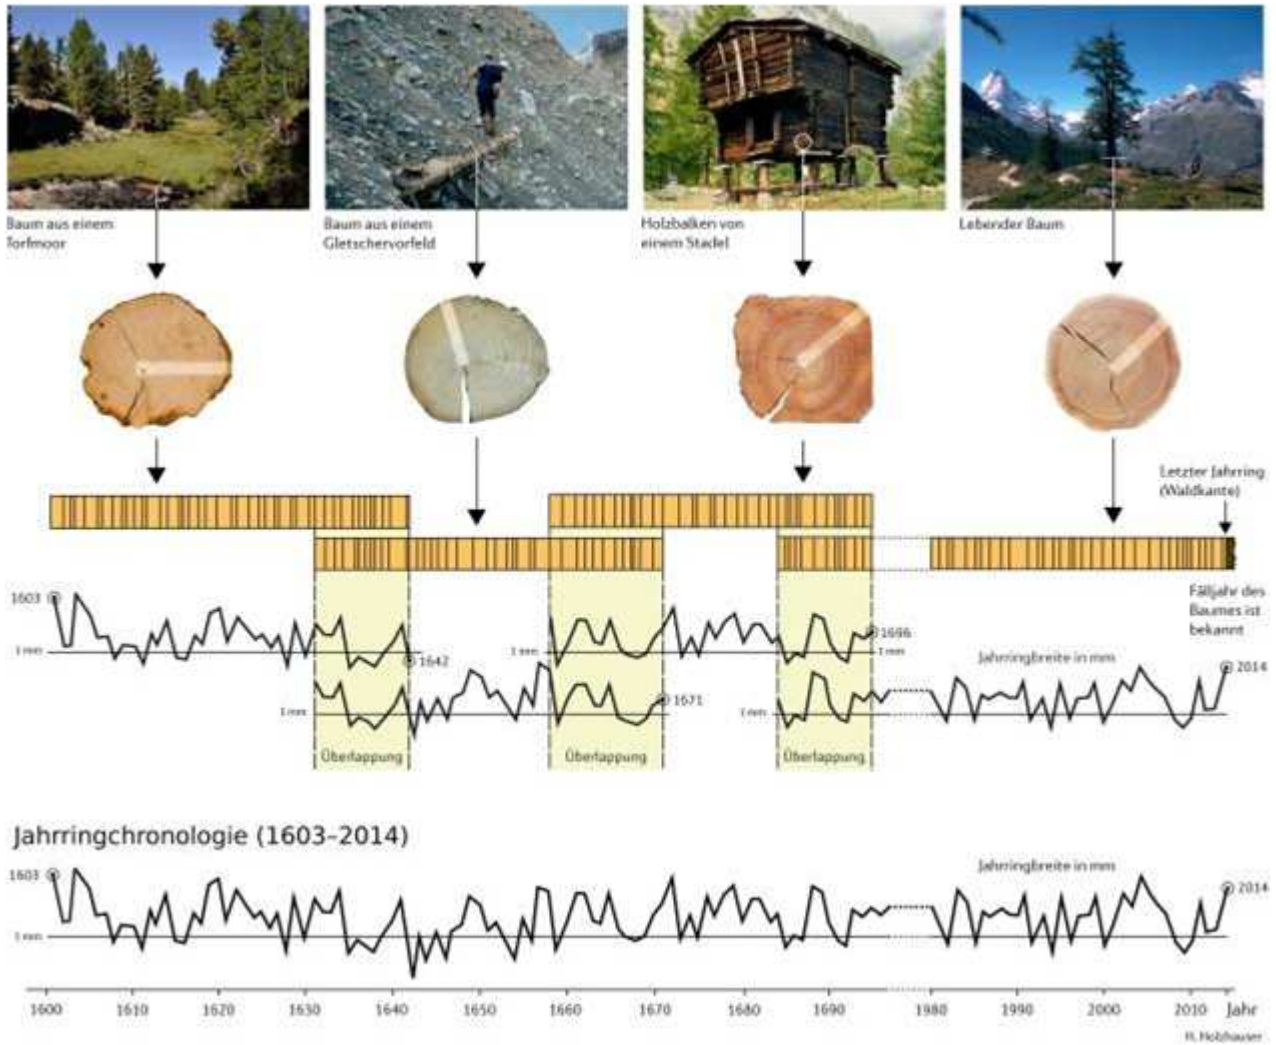 Baum aus einem
Torfmoor
Baum aus einem
Gletschervorfeld
Holzbalken von
einem Stadel
Lebender Baum
Letzter Jahrring
(Waldkante)
Fälljahr des
Baumes ist
bekannt
1603
1 mm
1642
1 mm
1696
1 mm
Jahrringbreite in mm
2014
1 mm
1671
1 mm
Überlappung
Überlappung
Überlappung
Jahrringchronologie (1603–2014)
Jahrringbreite in mm
1603
2014
1 mm
1600 1610 1620 1630 1640 1650 1660 1670 1680 1690 1980 1990 2000 2010 Jahr
H. Holzhauser